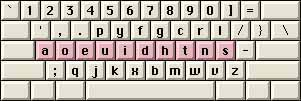 ` 1 2 3 4 5 6 7 8 9 0 ] =
' , . p y f g c r l / } \
a o e u i d h t n s -
; q j k x b m w v z